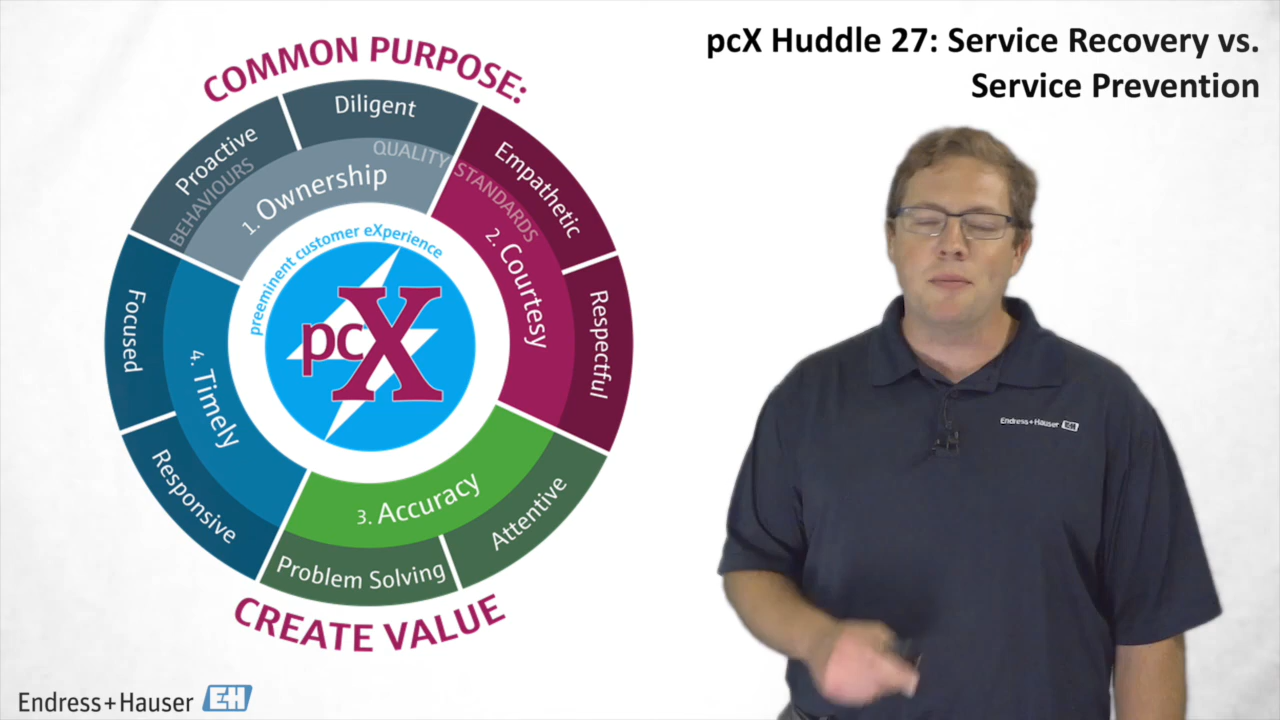 pcX Huddle 27: Service Recovery vs.
Service Prevention
COMMON PURPOSE:
Diligent
Proactive
Empathetic
QUALITY
STANDARDS
BEHAVIOURS
1. Ownership
2. Courtesy
preeminent customer eXperience
pcX
Focused
Respectful
4. Timely
3. Accuracy
Responsive
Attentive
Problem Solving
CREATE VALUE
Endress+Hauser EH
Endress+Hauser EH